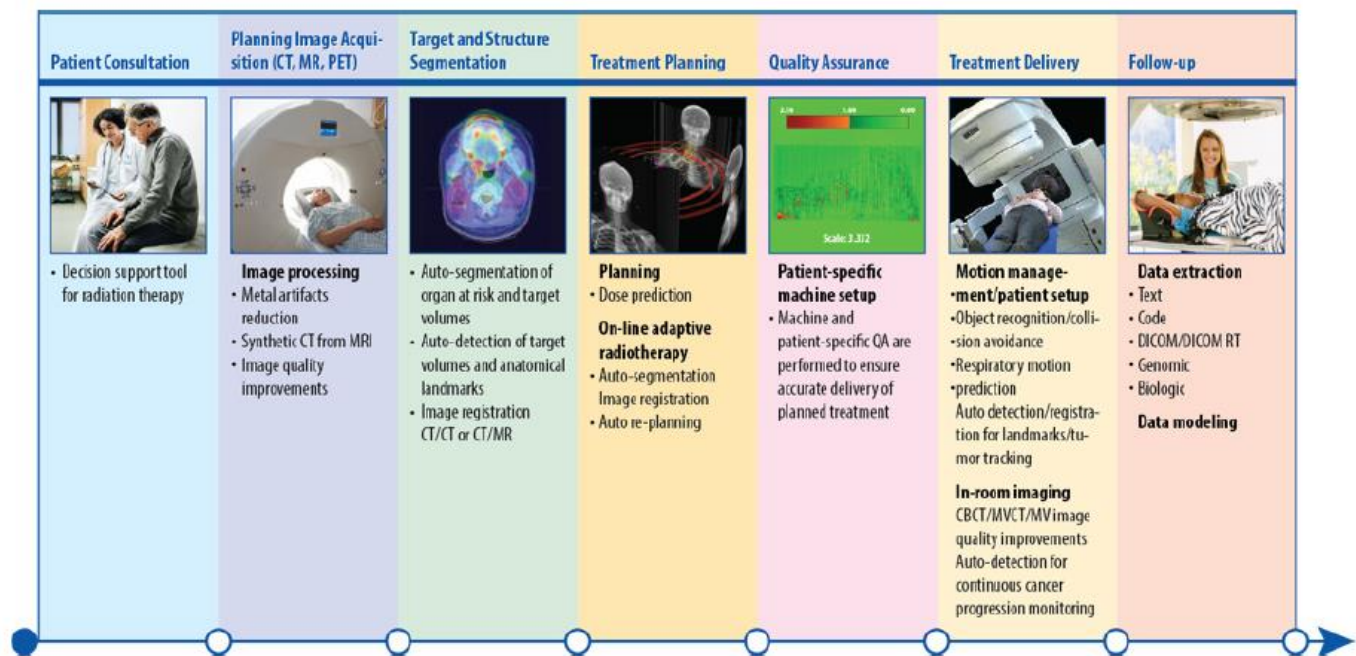 Patient Consultation
Planning Image Acqui-
sition (CT, MR, PET)
Target and Structure
Segmentation
Treatment Planning
Quality Assurance
Treatment Delivery
Follow-up
• Decision support tool
for radiation therapy
Image processing
• Metal artifacts
reduction
• Synthetic CT from MRI
• Image quality
improvements
• Auto-segmentation of
organ at risk and target
volumes
• Auto-detection of target
volumes and anatomical
landmarks
• Image registration
CT/CT or CT/MR
Planning
• Dose prediction
On-line adaptive
radiotherapy
• Auto-segmentation
Image registration
• Auto re-planning
1.00
0.00
Patient-specific
machine setup
• Machine and
patient-specific QA are
performed to ensure
accurate delivery of
planned treatment
Motion manage-
•ment/patient setup
•Object recognition/colli-
•sion avoidance
•Respiratory motion
•prediction
Auto detection/registra-
tion for landmarks/tu-
mor tracking
In-room imaging
CBCT/MVCT/MV image
quality improvements
Auto-detection for
continuous cancer
progression monitoring
Data extraction
• Text
• Code
• DICOM/DICOM RT
• Genomic
• Biologic
Data modeling